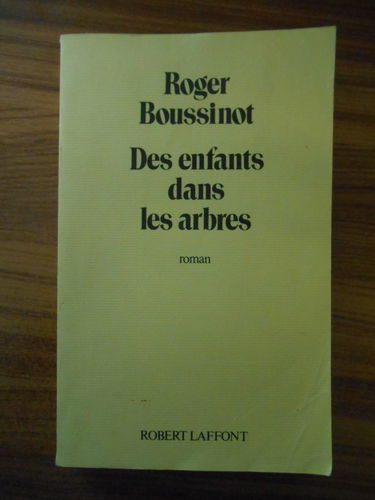 Roger
Boussinot
Des enfants
dans
les arbres
roman
ROBERT LAFFONT